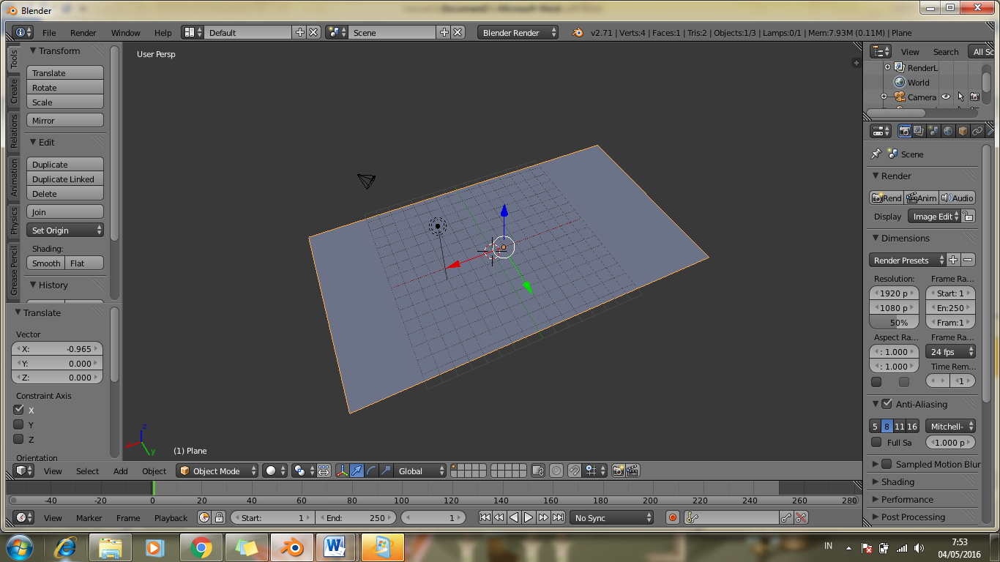 Blender
File Render Window Help Default Scene Blender Render v2.71 | Verts:4 | Faces:1 | Tris:2 | Objects:1/3 | Lamps:0/1 | Mem:7.93M (0.11M) | Plane
Tools
Create
Relations
Animation
Physics
Grease Pencil
Transform
Translate
Rotate
Scale
Mirror
Edit
Duplicate
Duplicate Linked
Delete
Join
Set Origin
Shading:
Smooth Flat
History
Translate
Vector
X: -0.965
Y: 0.000
Z: 0.000
Constraint Axis
X
Y
Z
Orientation
User Persp
z
y
(1) Plane
View Select Add Object Object Mode Global
View Search All Sc
RenderL
World
Camera
Scene
Render
Rend Anim Audio
Display Image Edit
Dimensions
Render Presets
Resolution: Frame Ra...
1920 p Start: 1
1080 p En:250
50% Fram:1
Aspect Ra... Frame Ra...
: 1.000 24 fps
: 1.000 Time Rem...
1
Anti-Aliasing
5 8 11 16 Mitchell-
Full Sa 1.000 p
Sampled Motion Blur
Shading
Performance
Post Processing
-40 -20 0 20 40 60 80 100 120 140 160 180 200 220 240 260 280
View Marker Frame Playback Start: 1 End: 250 1 No Sync
IN 7:53
04/05/2016